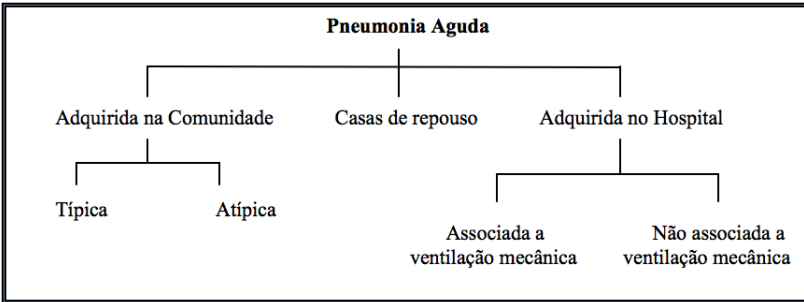 Pneumonia Aguda
Adquirida na Comunidade
Casas de repouso
Adquirida no Hospital
Típica
Atípica
Associada a
ventilação mecânica
Não associada a
ventilação mecânica